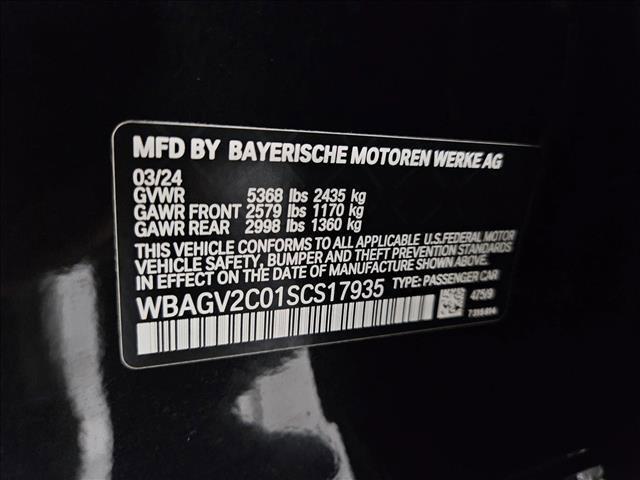 MFD BY BAYERISCHE MOTOREN WERKE AG
03/24
GVWR 5368 lbs 2435 kg
GAWR FRONT 2579 lbs 1170 kg
GAWR REAR 2998 lbs 1360 kg
THIS VEHICLE CONFORMS TO ALL APPLICABLE U.S.FEDERAL MOTOR
VEHICLE SAFETY, BUMPER, AND THEFT PREVENTION STANDARDS
IN EFFECT ON THE DATE OF MANUFACTURE SHOWN ABOVE.
WBAGV2C01SCS17935 TYPE: PASSENGER CAR
475/9